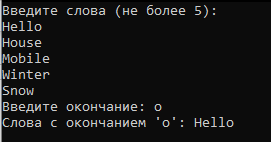 Введите слова (не более 5):
Hello
House
Mobile
Winter
Snow
Введите окончание: o
Слова с окончанием 'o': Hello